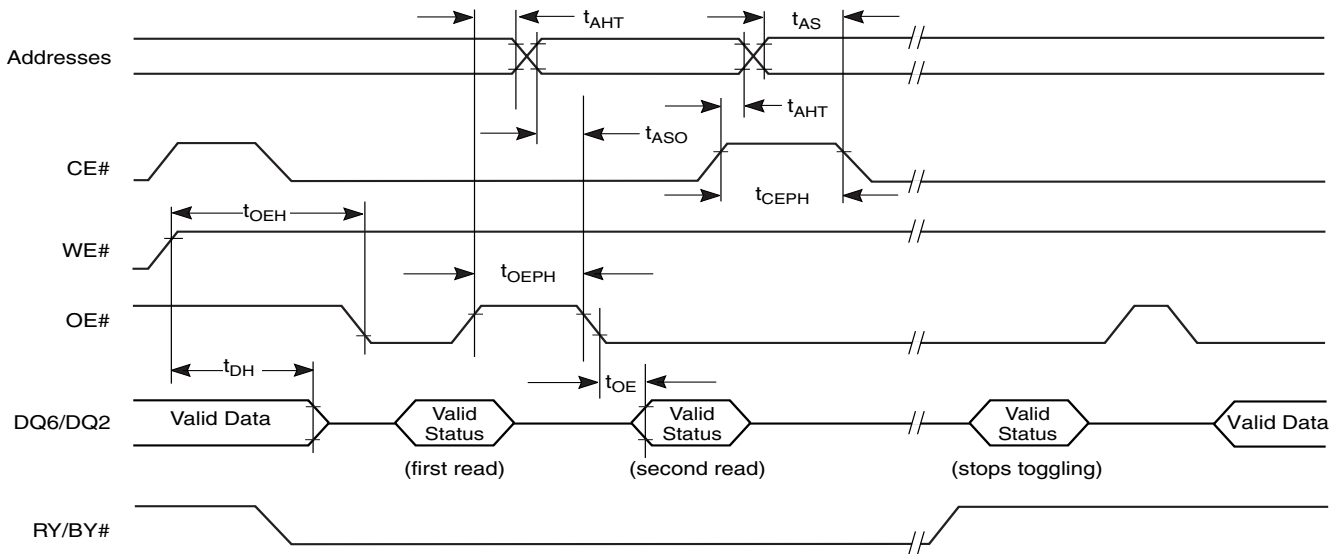 tAHT
tAS
Addresses
tAHT
tASO
CE#
tCEPH
tOEH
WE#
tOEPH
OE#
tDH
tOE
DQ6/DQ2
Valid Data
Valid
Status
Valid
Status
Valid
Status
Valid Data
(first read)
(second read)
(stops toggling)
RY/BY#